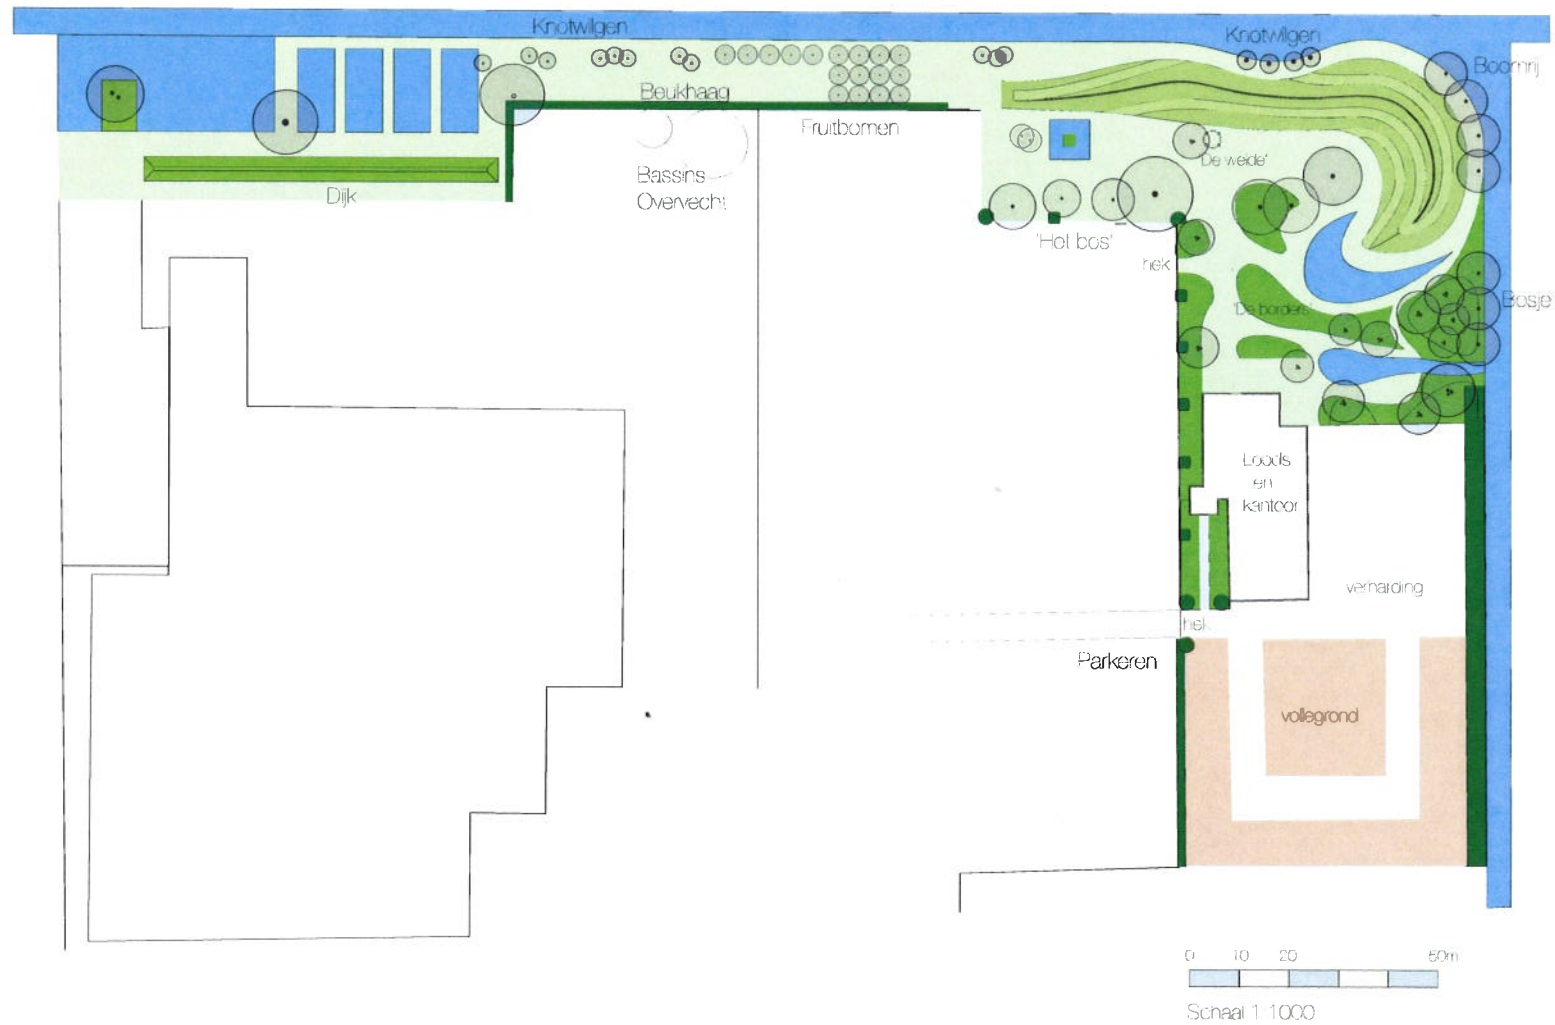 Knotwilgen
Knotwilgen
Boomrij
Beukhaag
Fruitbomen
'De weide'
Bassins
Overvecht
Dijk
'Het bos'
hek
Bosje
'De borders'
Loods
en
kantoor
verharding
hek
Parkeren
vollegrond
0 10 20 50m
Schaal 1:1000